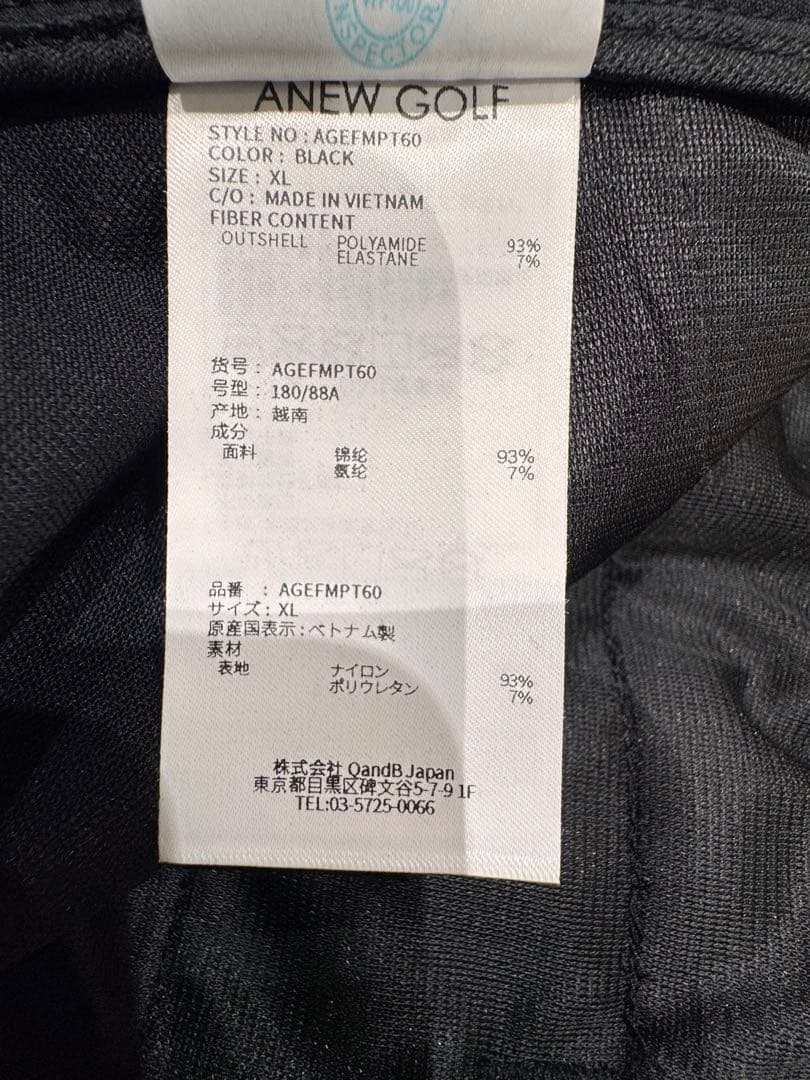 INSPECTOR
ANEW GOLF
STYLE NO : AGEFMPT60
COLOR : BLACK
SIZE : XL
C/O : MADE IN VIETNAM
FIBER CONTENT
OUTSHELL POLYAMIDE 93%
ELASTANE 7%
货号 : AGEFMPT60
号型 : 180/88A
产地 : 越南
成分
面料 锦纶 93%
氨纶 7%
品番 : AGEFMPT60
サイズ : XL
原産国表示 : ベトナム製
素材
表地 ナイロン 93%
ポリウレタン 7%
株式会社 QandB Japan
東京都目黒区碑文谷5-7-9 1F
TEL:03-5725-0066